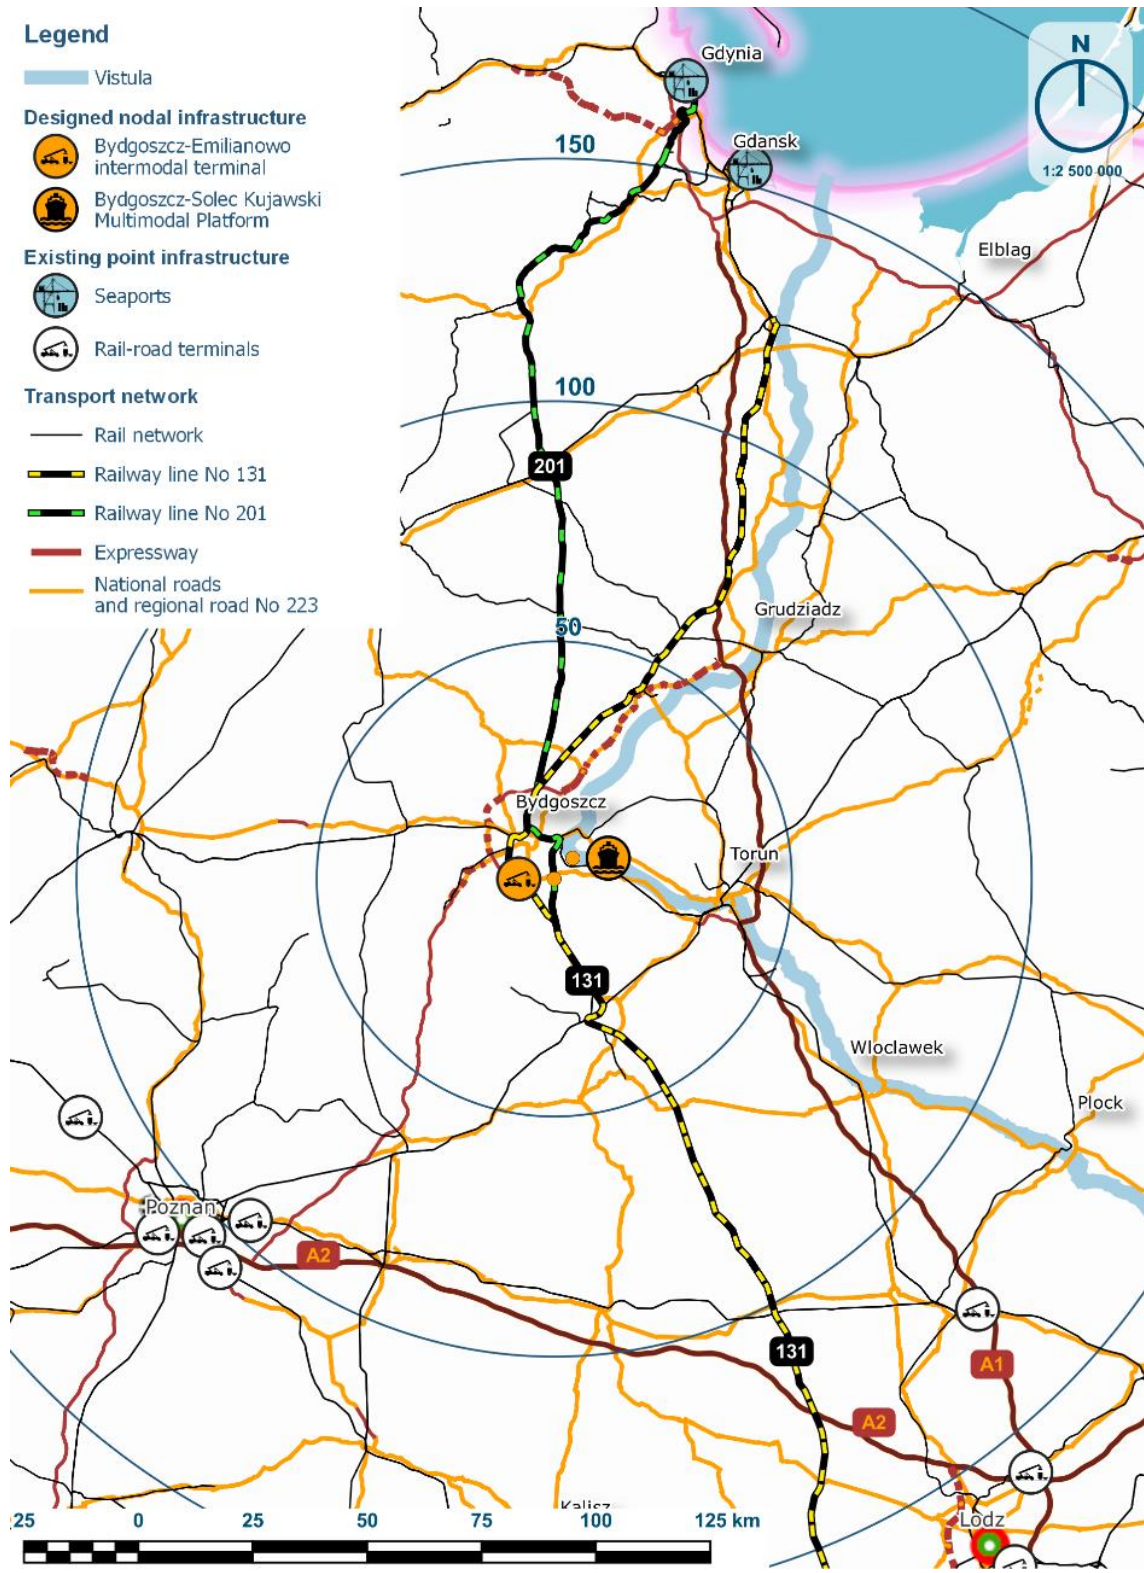 Legend
Vistula
Designed nodal infrastructure
Bydgoszcz-Emilianowo
intermodal terminal
Bydgoszcz-Solec Kujawski
Multimodal Platform
Existing point infrastructure
Seaports
Rail-road terminals
Transport network
Rail network
Railway line No 131
Railway line No 201
Expressway
National roads
and regional road No 223
N
1:2 500 000
Gdynia
150
Gdansk
Elblag
100
201
Grudziadz
50
Bydgoszcz
Torun
131
Wloclawek
Plock
Poznan
A2
131
A1
A2
Kalisz
Lodz
25 0 25 50 75 100 125 km